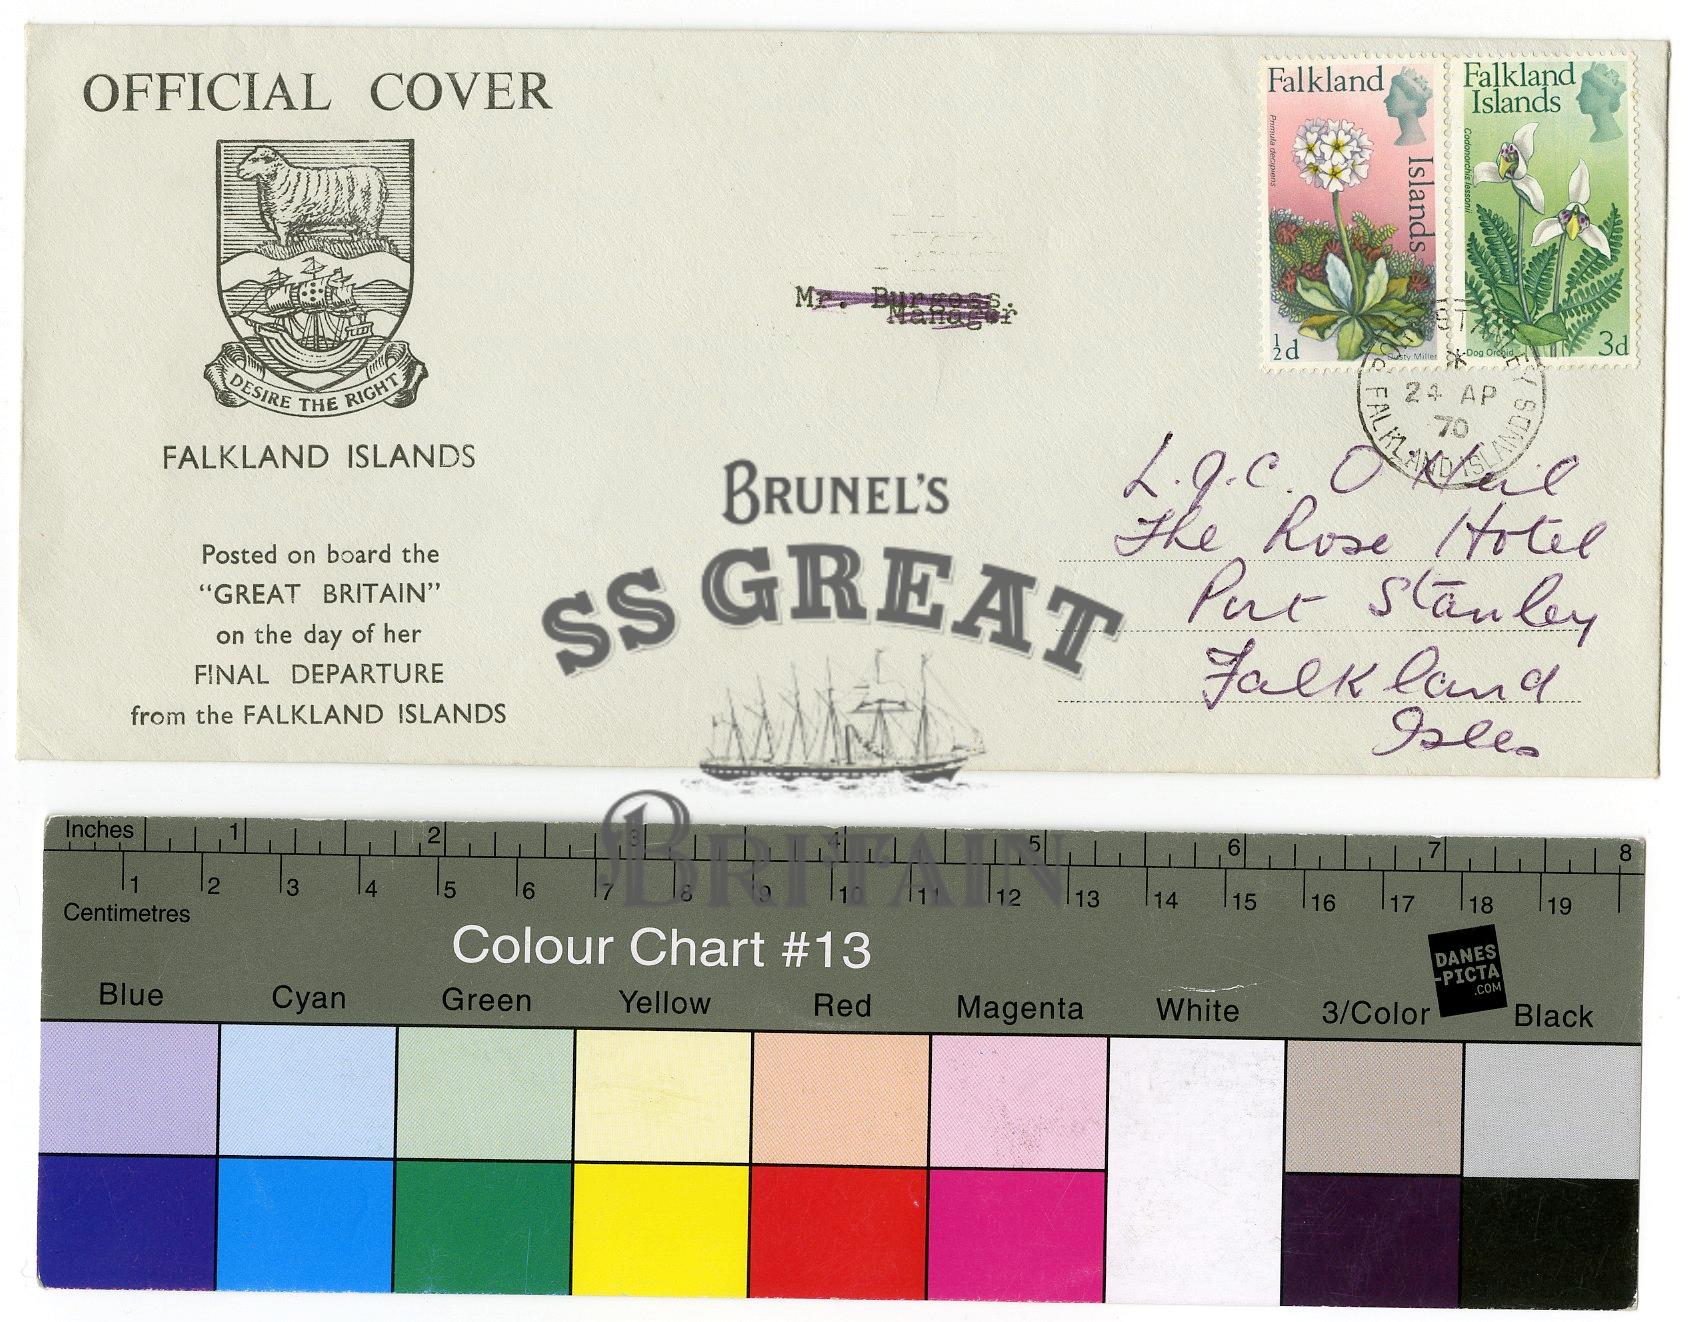 OFFICIAL COVER
DESIRE THE RIGHT
FALKLAND ISLANDS
Posted on board the
"GREAT BRITAIN"
on the day of her
FINAL DEPARTURE
from the FALKLAND ISLANDS
Mr. Burgess.
Manager
Falkland
Islands
Primula decipiens
½d
Dusty Miller
Falkland
Islands
Codonorchis lessonii
Dog Orchid
3d
STANLEY
24 AP
70
FALKLAND ISLANDS
L.G.C. O'Neil
The Rose Hotel
Port Stanley
Falkland
Isles
BRUNEL'S
SS GREAT
BRITAIN
Inches
1 2 3 4 5 6 7 8
1 2 3 4 5 6 7 8 9 10 11 12 13 14 15 16 17 18 19
Centimetres
Colour Chart #13
DANES
-PICTA
.COM
Blue Cyan Green Yellow Red Magenta White 3/Color Black